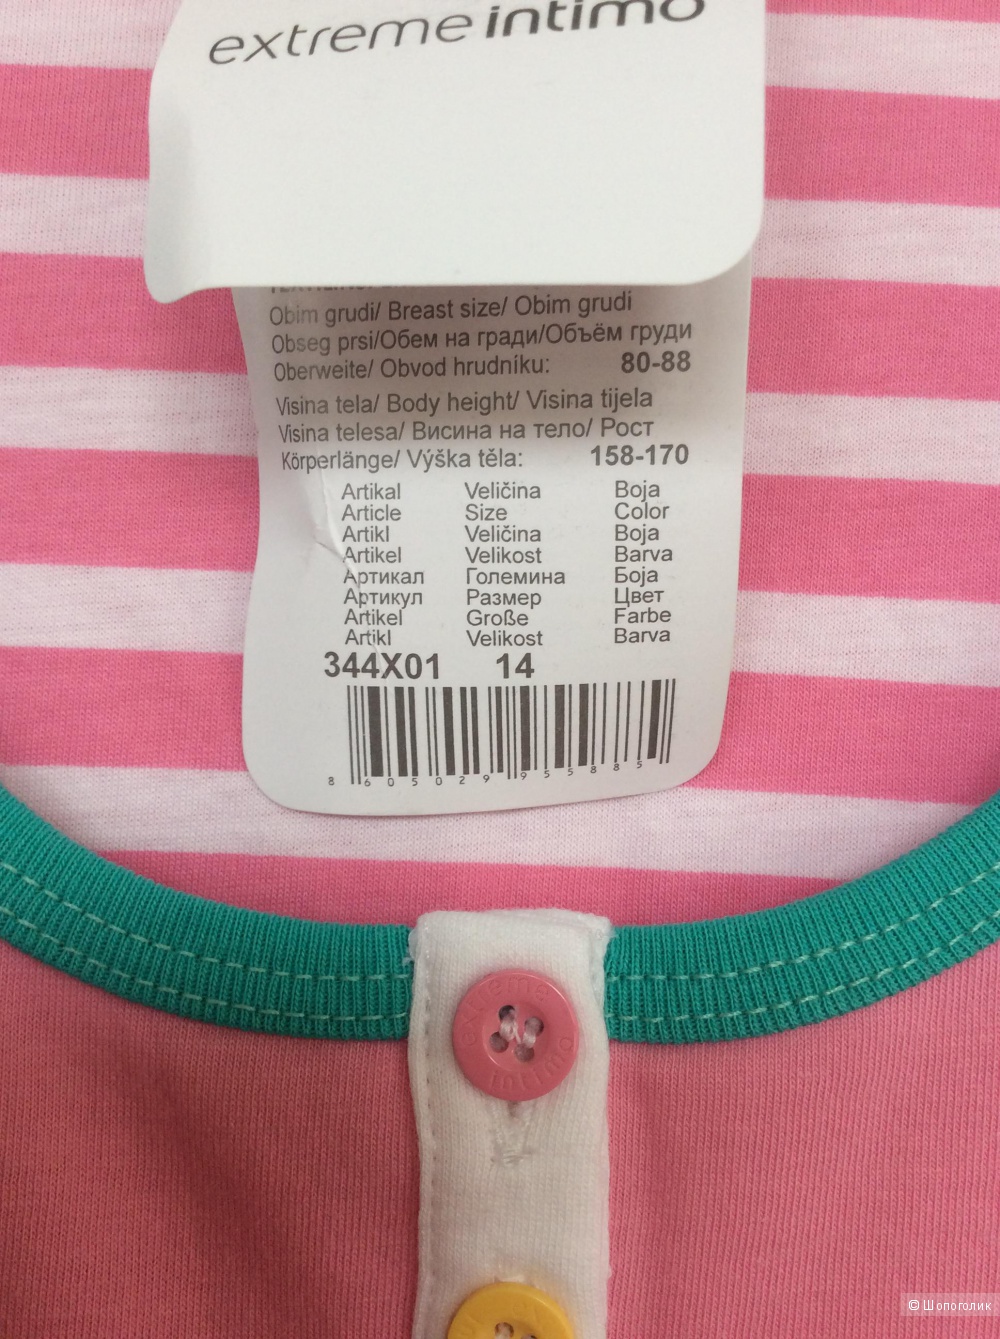 extreme intimo
Obim grudi/ Breast size/ Obim grudi
Obseg prsi/Обем на гради/Объём груди
Oberweite/ Obvod hrudníku: 80-88
Visina tela/ Body height/ Visina tijela
Visina telesa/ Висина на тело/ Рост
Körperlänge/ Výška těla: 158-170
Artikal Veličina Boja
Article Size Color
Artikl Veličina Boja
Artikel Velikost Barva
Артикал Големина Боја
Артикул Размер Цвет
Artikel Große Farbe
Artikl Velikost Barva
344X01 14
8 605029 955885
extreme
intimo
© Шопоголик